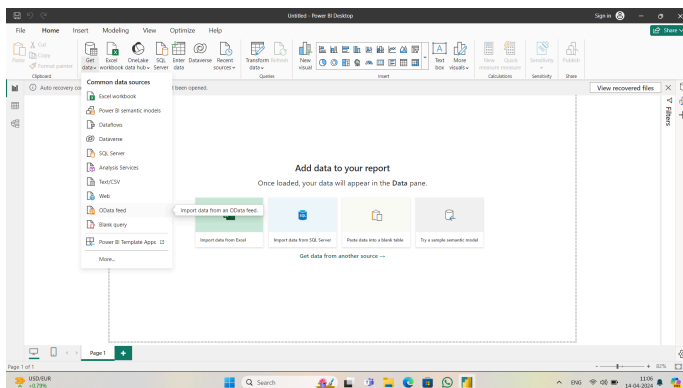 Untitled - Power BI Desktop
Sign in
File Home Insert Modeling View Optimize Help
Share
Paste
Cut
Copy
Format painter
Get data
Excel workbook
OneLake data hub
SQL Server
Enter data
Dataverse
Recent sources
Transform data
Refresh
New visual
Text box
More visuals
New measure
Quick measure
Sensitivity
Publish
Clipboard
Queries
Insert
Calculations
Sensitivity
Share
Auto recovery co
t been opened.
View recovered files
Common data sources
Excel workbook
Power BI semantic models
Dataflows
Dataverse
SQL Server
Analysis Services
Text/CSV
Web
OData feed
Import data from an OData feed.
Blank query
Power BI Template Apps
More...
Filters
Add data to your report
Once loaded, your data will appear in the Data pane.
SQL
Import data from Excel
Import data from SQL Server
Paste data into a blank table
Try a sample semantic model
Get data from another source →
Page 1
Page 1 of 1
82%
USD/EUR
+0.79%
Search
ENG
11:06
14-04-2024